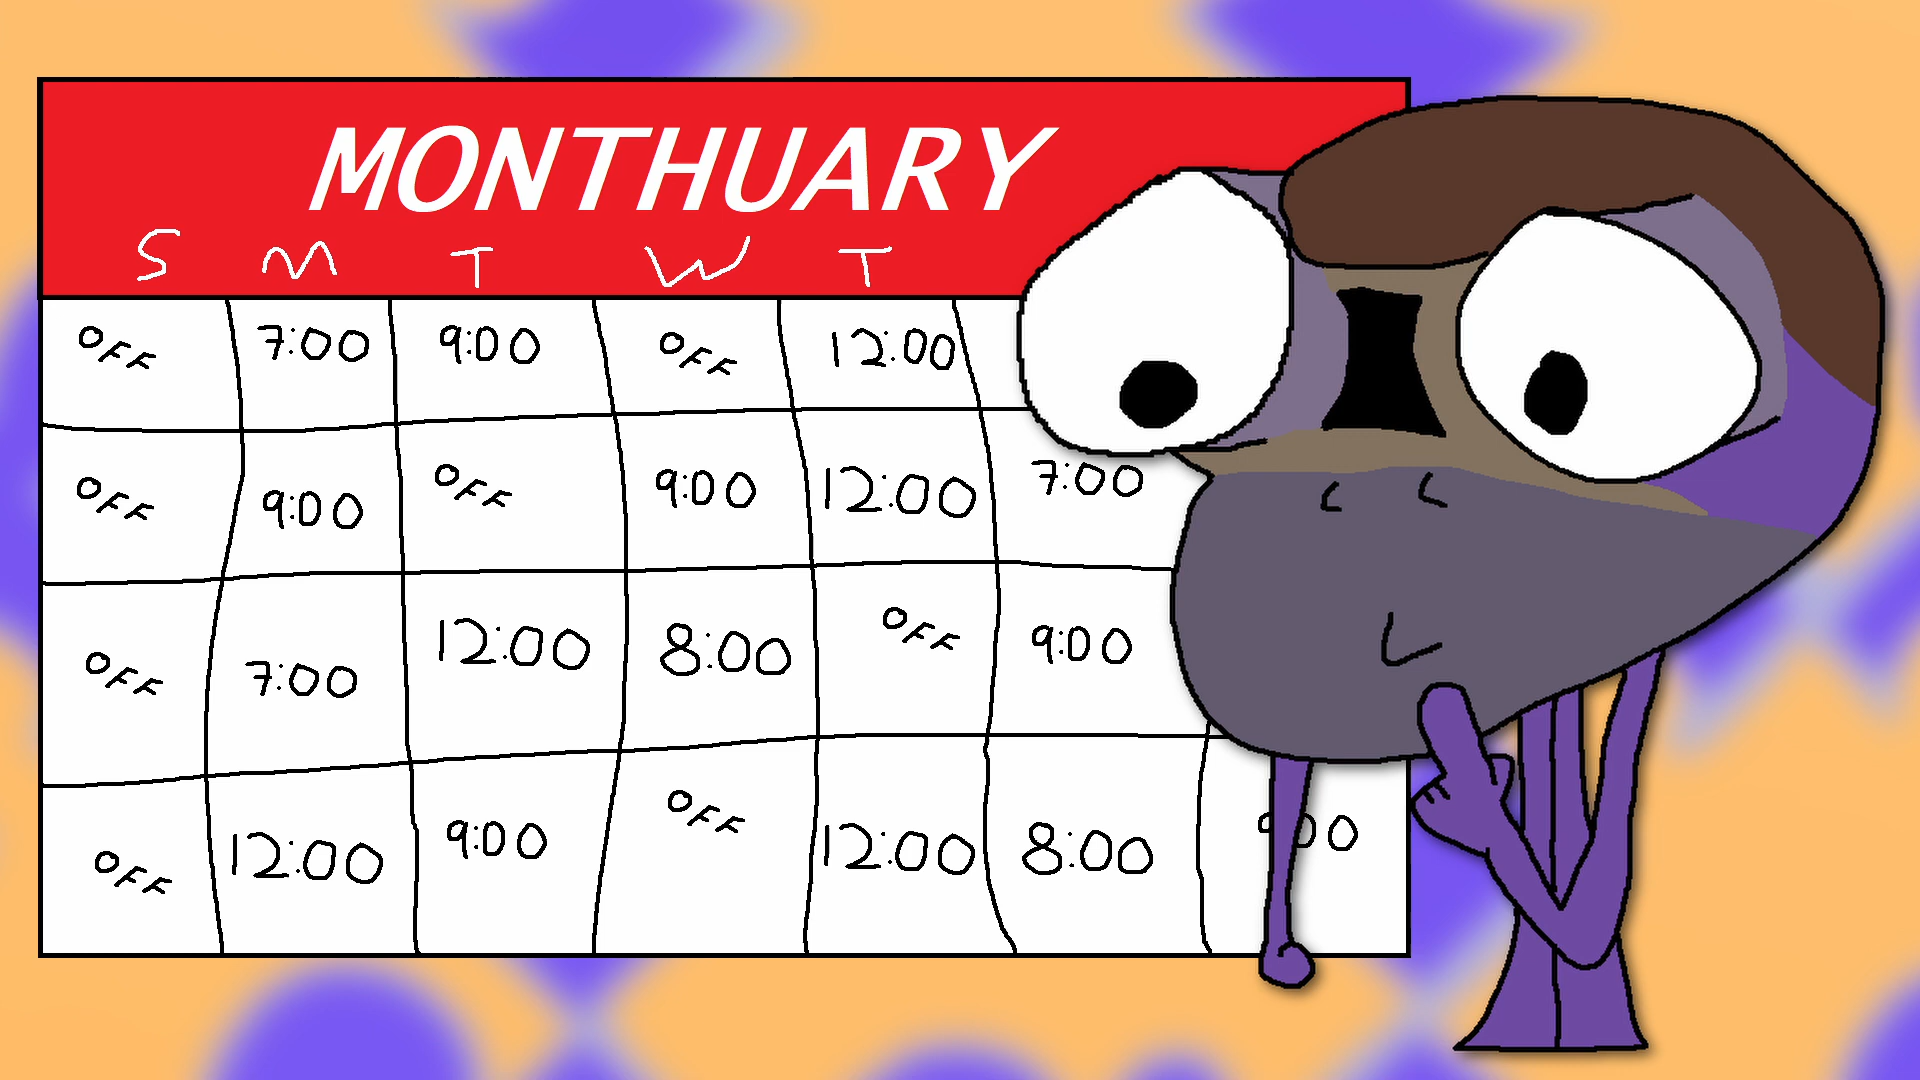 MONTHUARY
S M T W T
OFF 7:00 9:00 OFF 12:00
OFF 9:00 OFF 9:00 12:00 7:00
OFF 7:00 12:00 8:00 OFF 9:00
OFF 12:00 9:00 OFF 12:00 8:00